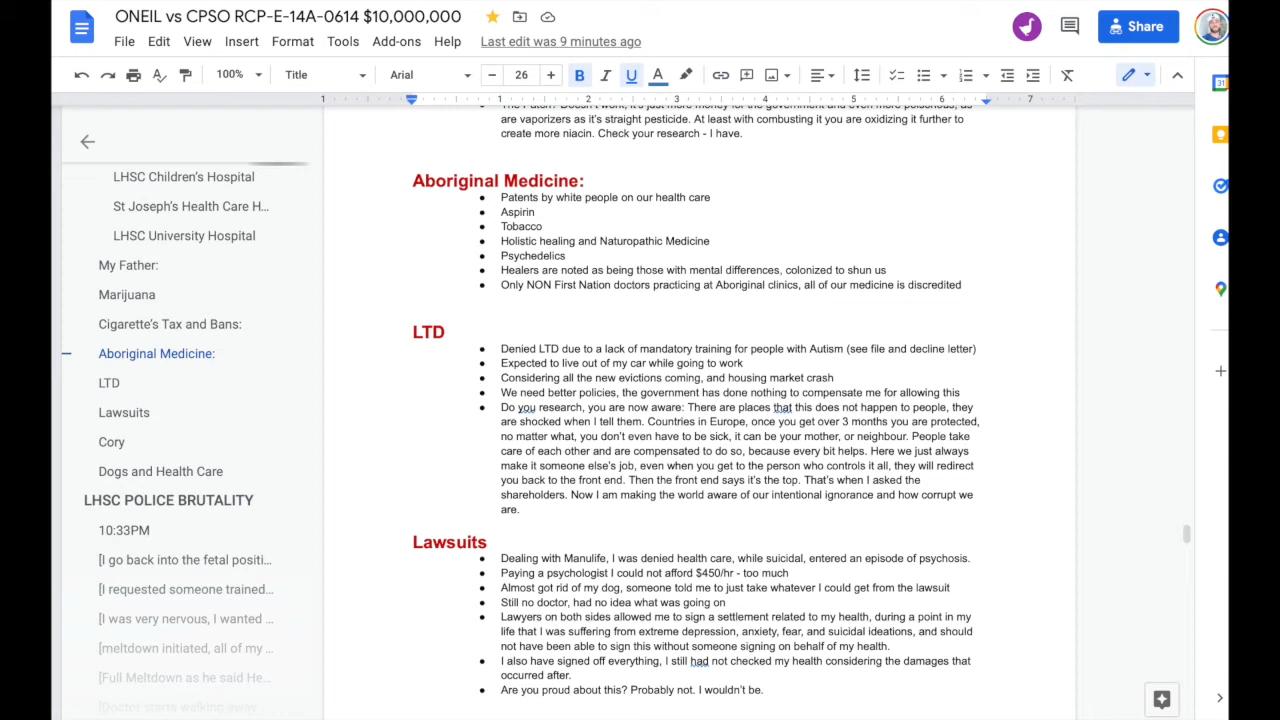 ONEIL vs CPSO RCP-E-14A-0614 $10,000,000
File Edit View Insert Format Tools Add-ons Help Last edit was 9 minutes ago
Share
100% Title Arial 26 B I U A
31
1 1 2 3 4 5 6 7
are vaporizers as it's straight pesticide. At least with combusting it you are oxidizing it further to
create more niacin. Check your research - I have.
LHSC Children's Hospital
St Joseph's Health Care H...
LHSC University Hospital
My Father:
Marijuana
Cigarette's Tax and Bans:
Aboriginal Medicine:
LTD
Lawsuits
Cory
Dogs and Health Care
LHSC POLICE BRUTALITY
10:33PM
[I go back into the fetal positi...
[I requested someone trained...
[I was very nervous, I wanted ...
[meltdown initiated, all of my ...
[Full Meltdown as he said He...
[Doctor starts walking away
Aboriginal Medicine:
● Patents by white people on our health care
● Aspirin
● Tobacco
● Holistic healing and Naturopathic Medicine
● Psychedelics
● Healers are noted as being those with mental differences, colonized to shun us
● Only NON First Nation doctors practicing at Aboriginal clinics, all of our medicine is discredited
LTD
● Denied LTD due to a lack of mandatory training for people with Autism (see file and decline letter)
● Expected to live out of my car while going to work
● Considering all the new evictions coming, and housing market crash
● We need better policies, the government has done nothing to compensate me for allowing this
● Do you research, you are now aware: There are places that this does not happen to people, they
are shocked when I tell them. Countries in Europe, once you get over 3 months you are protected,
no matter what, you don't even have to be sick, it can be your mother, or neighbour. People take
care of each other and are compensated to do so, because every bit helps. Here we just always
make it someone else's job, even when you get to the person who controls it all, they will redirect
you back to the front end. Then the front end says it's the top. That's when I asked the
shareholders. Now I am making the world aware of our intentional ignorance and how corrupt we
are.
Lawsuits
● Dealing with Manulife, I was denied health care, while suicidal, entered an episode of psychosis.
● Paying a psychologist I could not afford $450/hr - too much
● Almost got rid of my dog, someone told me to just take whatever I could get from the lawsuit
● Still no doctor, had no idea what was going on
● Lawyers on both sides allowed me to sign a settlement related to my health, during a point in my
life that I was suffering from extreme depression, anxiety, fear, and suicidal ideations, and should
not have been able to sign this without someone signing on behalf of my health.
● I also have signed off everything, I still had not checked my health considering the damages that
occurred after.
● Are you proud about this? Probably not. I wouldn't be.